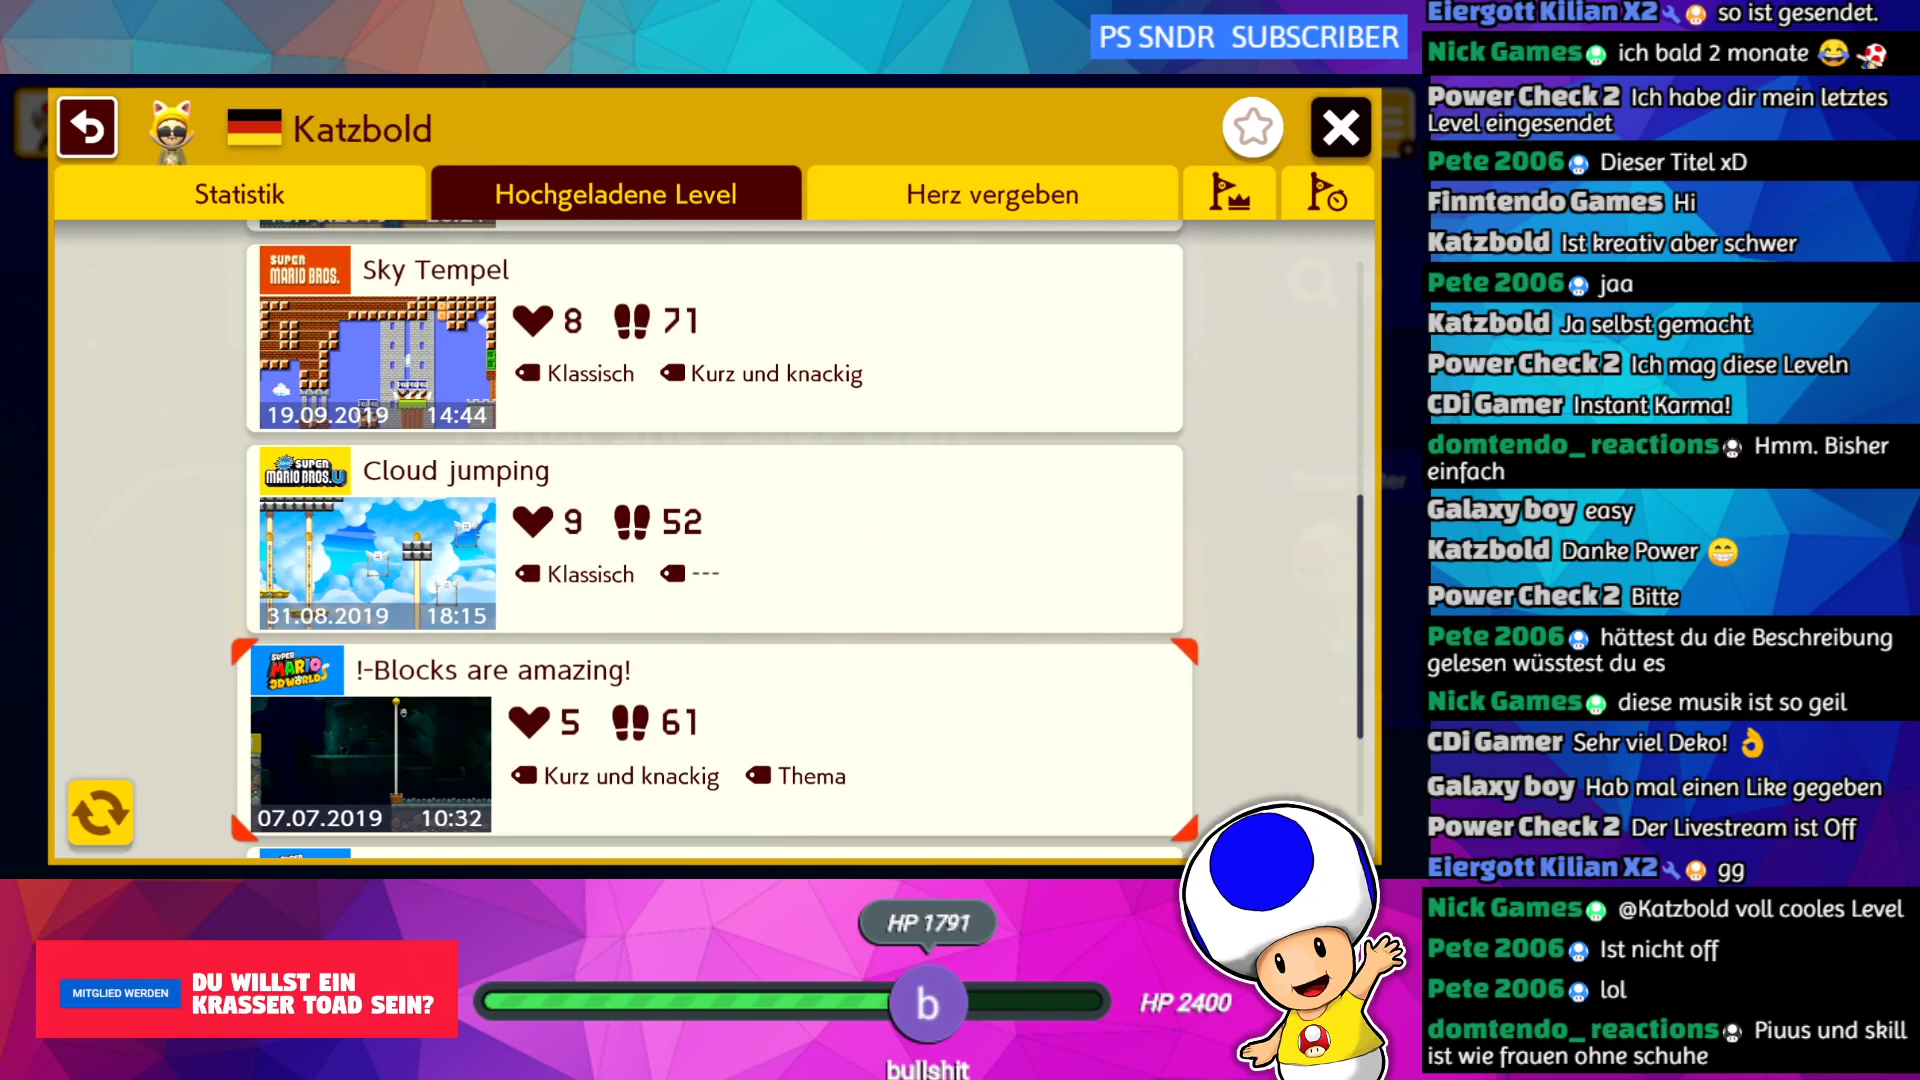 PS SNDR SUBSCRIBER
Katzbold
Statistik
Hochgeladene Level
Herz vergeben
SUPER
MARIO BROS.
Sky Tempel
8
71
Klassisch
Kurz und knackig
19.09.2019 14:44
NEW SUPER
MARIO BROS. U
Cloud jumping
9
52
Klassisch
---
31.08.2019 18:15
SUPER
MARIO
3D WORLD
!-Blocks are amazing!
5
61
Kurz und knackig
Thema
07.07.2019 10:32
MITGLIED WERDEN
DU WILLST EIN
KRASSER TOAD SEIN?
HP 1791
b
HP 2400
bullshit
Eiergott Kilian X2 so ist gesendet.
Nick Games ich bald 2 monate 😂
Power Check 2 Ich habe dir mein letztes
Level eingesendet
Pete 2006 Dieser Titel xD
Finntendo Games Hi
Katzbold Ist kreativ aber schwer
Pete 2006 jaa
Katzbold Ja selbst gemacht
Power Check 2 Ich mag diese Leveln
CDi Gamer Instant Karma!
domtendo_reactions Hmm. Bisher
einfach
Galaxy boy easy
Katzbold Danke Power 😁
Power Check 2 Bitte
Pete 2006 hättest du die Beschreibung
gelesen wüsstest du es
Nick Games diese musik ist so geil
CDi Gamer Sehr viel Deko! 👌
Galaxy boy Hab mal einen Like gegeben
Power Check 2 Der Livestream ist Off
Eiergott Kilian X2 gg
Nick Games @Katzbold voll cooles Level
Pete 2006 Ist nicht off
Pete 2006 lol
domtendo_reactions Piuus und skill
ist wie frauen ohne schuhe